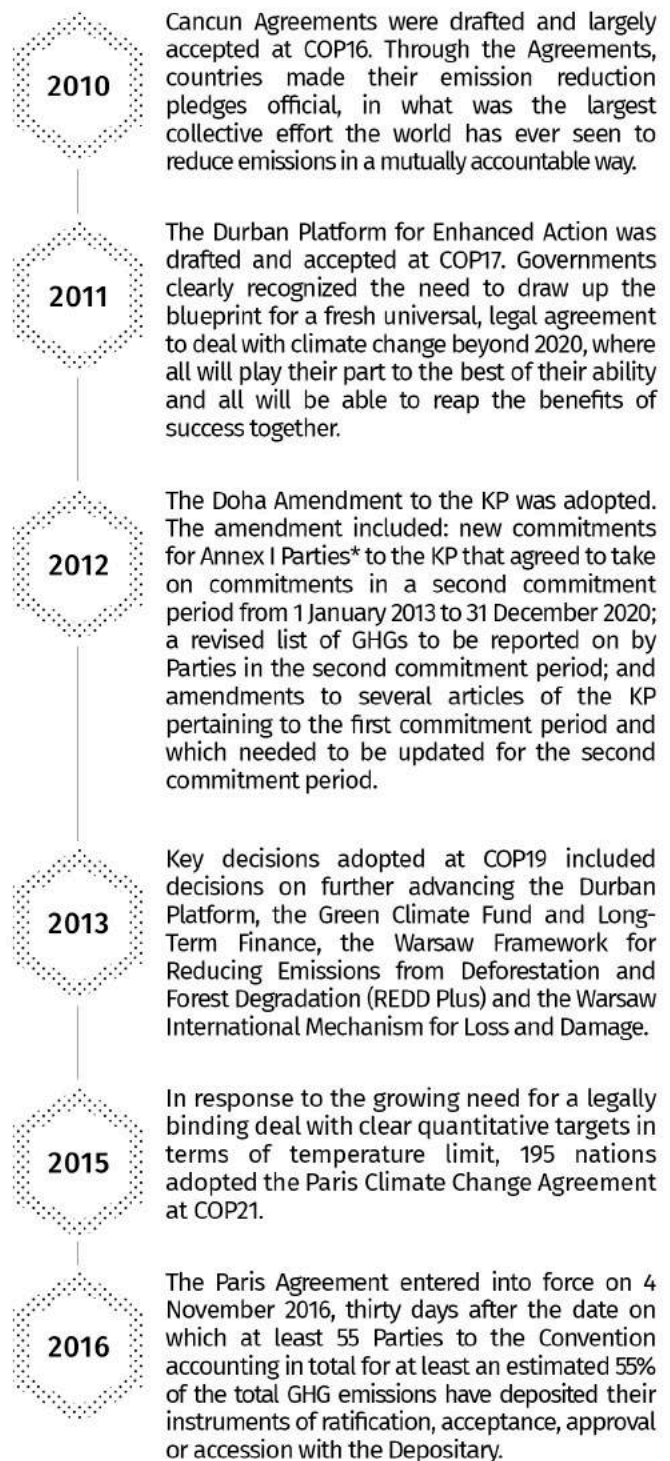 2010
Cancun Agreements were drafted and largely
accepted at COP16. Through the Agreements,
countries made their emission reduction
pledges official, in what was the largest
collective effort the world has ever seen to
reduce emissions in a mutually accountable way.
2011
The Durban Platform for Enhanced Action was
drafted and accepted at COP17. Governments
clearly recognized the need to draw up the
blueprint for a fresh universal, legal agreement
to deal with climate change beyond 2020, where
all will play their part to the best of their ability
and all will be able to reap the benefits of
success together.
2012
The Doha Amendment to the KP was adopted.
The amendment included: new commitments
for Annex I Parties* to the KP that agreed to take
on commitments in a second commitment
period from 1 January 2013 to 31 December 2020;
a revised list of GHGs to be reported on by
Parties in the second commitment period; and
amendments to several articles of the KP
pertaining to the first commitment period and
which needed to be updated for the second
commitment period.
2013
Key decisions adopted at COP19 included
decisions on further advancing the Durban
Platform, the Green Climate Fund and Long-
Term Finance, the Warsaw Framework for
Reducing Emissions from Deforestation and
Forest Degradation (REDD Plus) and the Warsaw
International Mechanism for Loss and Damage.
2015
In response to the growing need for a legally
binding deal with clear quantitative targets in
terms of temperature limit, 195 nations
adopted the Paris Climate Change Agreement
at COP21.
2016
The Paris Agreement entered into force on 4
November 2016, thirty days after the date on
which at least 55 Parties to the Convention
accounting in total for at least an estimated 55%
of the total GHG emissions have deposited their
instruments of ratification, acceptance, approval
or accession with the Depositary.